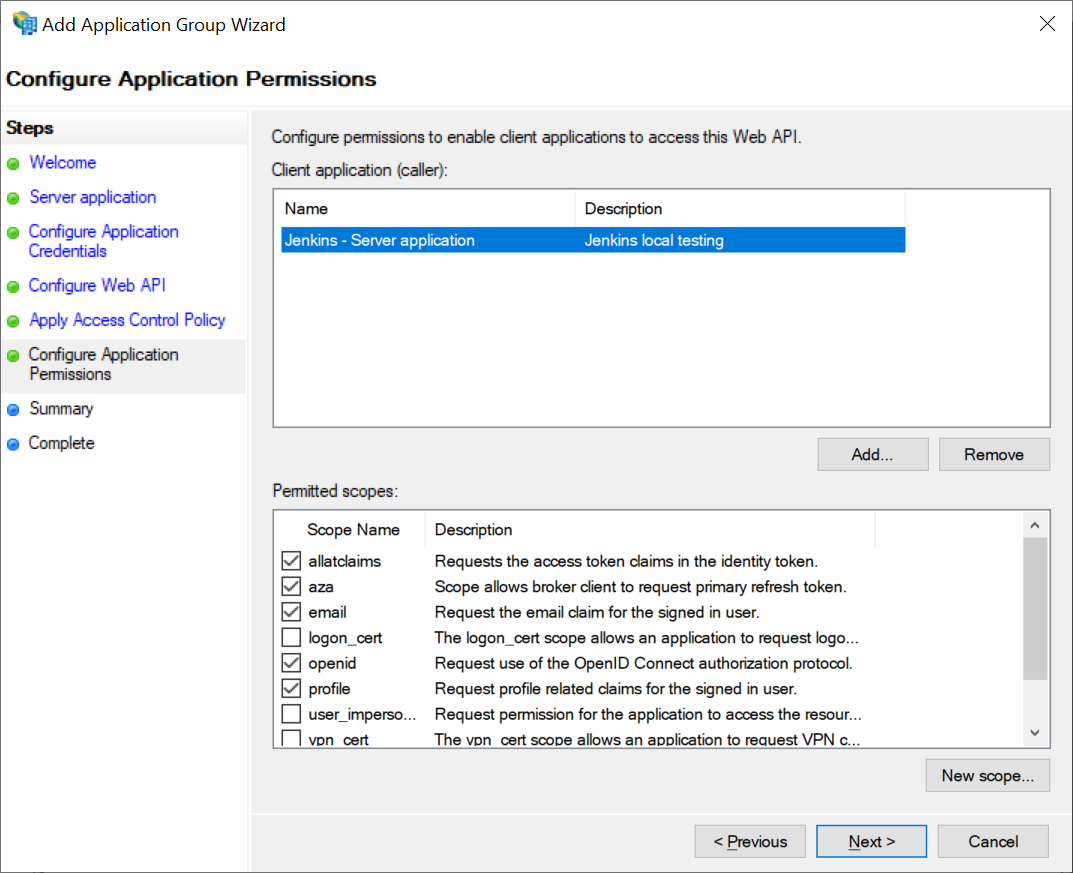 Add Application Group Wizard
Configure Application Permissions
Steps
Welcome
Server application
Configure Application
Credentials
Configure Web API
Apply Access Control Policy
Configure Application
Permissions
Summary
Complete
Configure permissions to enable client applications to access this Web API.
Client application (caller):
Name Description
Jenkins - Server application Jenkins local testing
Add... Remove
Permitted scopes:
Scope Name Description
allatclaims Requests the access token claims in the identity token.
aza Scope allows broker client to request primary refresh token.
email Request the email claim for the signed in user.
logon_cert The logon_cert scope allows an application to request logo...
openid Request use of the OpenID Connect authorization protocol.
profile Request profile related claims for the signed in user.
user_imperso... Request permission for the application to access the resour...
vpn_cert The vpn_cert scope allows an application to request VPN c...
New scope...
< Previous Next > Cancel